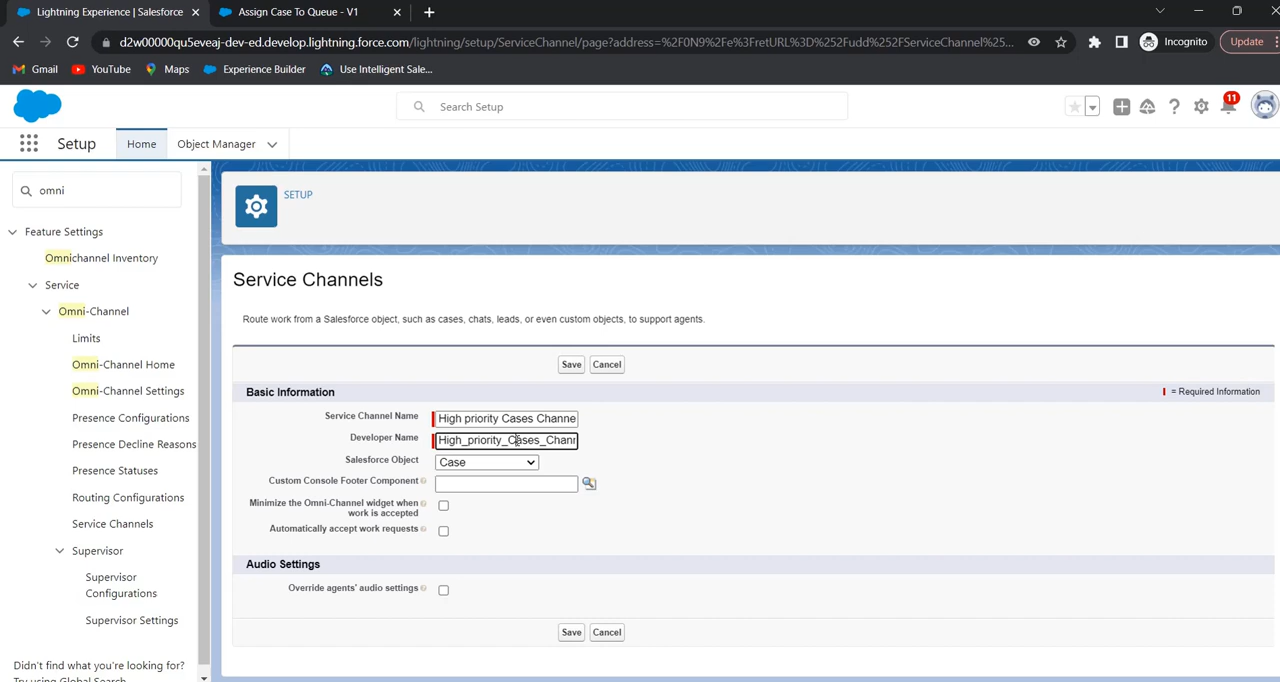 Lightning Experience | Salesforce
Assign Case To Queue - V1
d2w00000qu5eveaj-dev-ed.develop.lightning.force.com/lightning/setup/ServiceChannel/page?address=%2F0N9%2Fe%3FretURL%3D%252Fudd%252FServiceChannel%25...
Incognito
Update
Gmail
YouTube
Maps
Experience Builder
Use Intelligent Sale...
Search Setup
11
Setup
Home
Object Manager
omni
Feature Settings
Omnichannel Inventory
Service
Omni-Channel
Limits
Omni-Channel Home
Omni-Channel Settings
Presence Configurations
Presence Decline Reasons
Presence Statuses
Routing Configurations
Service Channels
Supervisor
Supervisor
Configurations
Supervisor Settings
Didn't find what you're looking for?
Try using Global Search
SETUP
Service Channels
Route work from a Salesforce object, such as cases, chats, leads, or even custom objects, to support agents.
Save Cancel
Basic Information
= Required Information
Service Channel Name High priority Cases Channe
Developer Name High_priority_Cases_Chann
Salesforce Object Case
Custom Console Footer Component
Minimize the Omni-Channel widget when
work is accepted
Automatically accept work requests
Audio Settings
Override agents' audio settings
Save Cancel